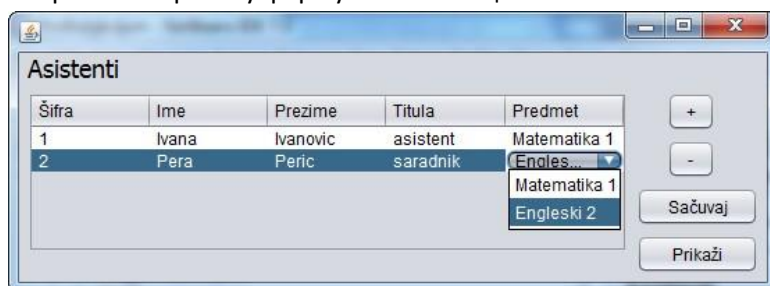 Asistenti
Šifra Ime Prezime Titula Predmet
+
1 Ivana Ivanovic asistent Matematika 1
2 Pera Peric saradnik Engles...
-
Matematika 1
Engleski 2
Sačuvaj
Prikaži